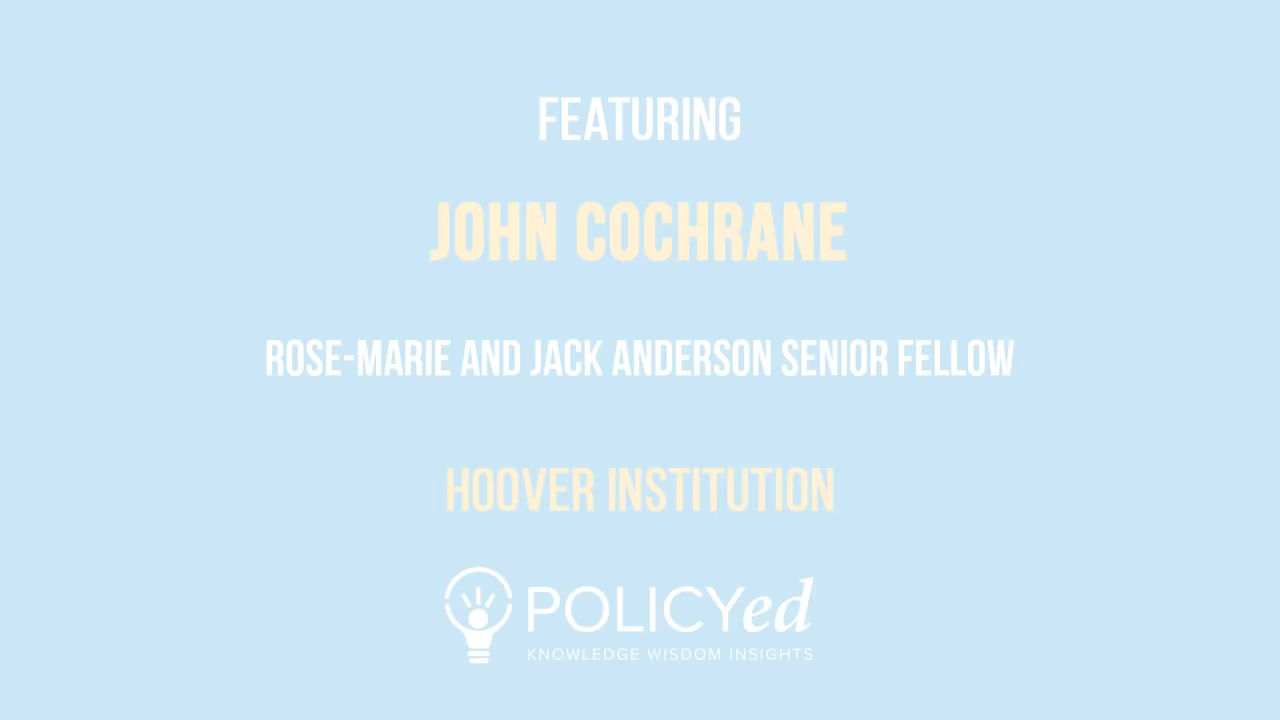 FEATURING
JOHN COCHRANE
ROSE-MARIE AND JACK ANDERSON SENIOR FELLOW
HOOVER INSTITUTION
POLICYed
KNOWLEDGE WISDOM INSIGHTS